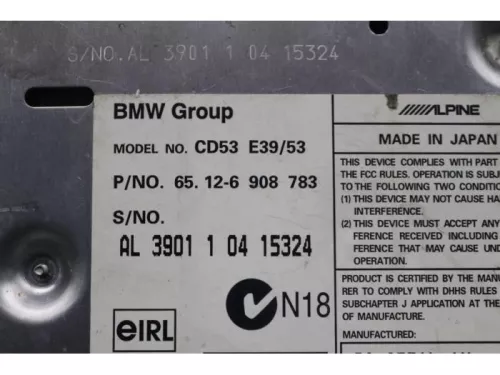 S/NO. AL 3901 1 04 15324
BMW Group
MODEL NO. CD53 E39/53
P/NO. 65. 12-6 908 783
S/NO.
AL 3901 1 04 15324
N18
eIRL
ALPINE
MADE IN JAPAN
THIS DEVICE COMPLIES WITH PART
THE FCC RULES. OPERATION IS SUBJE
TO THE FOLLOWING TWO CONDITIO
(1) THIS DEVICE MAY NOT CAUSE HA
INTERFERENCE.
(2) THIS DEVICE MUST ACCEPT ANY
FERENCE RECEIVED INCLUDING
FERENCE THAT MAY CAUSE UND
OPERATION.
PRODUCT IS CERTIFIED BY THE MANU
RER TO COMPLY WITH DHHS RULES
SUBCHAPTER J APPLICATION AT THE
OF MANUFACTURE.
MANUFACTURED: